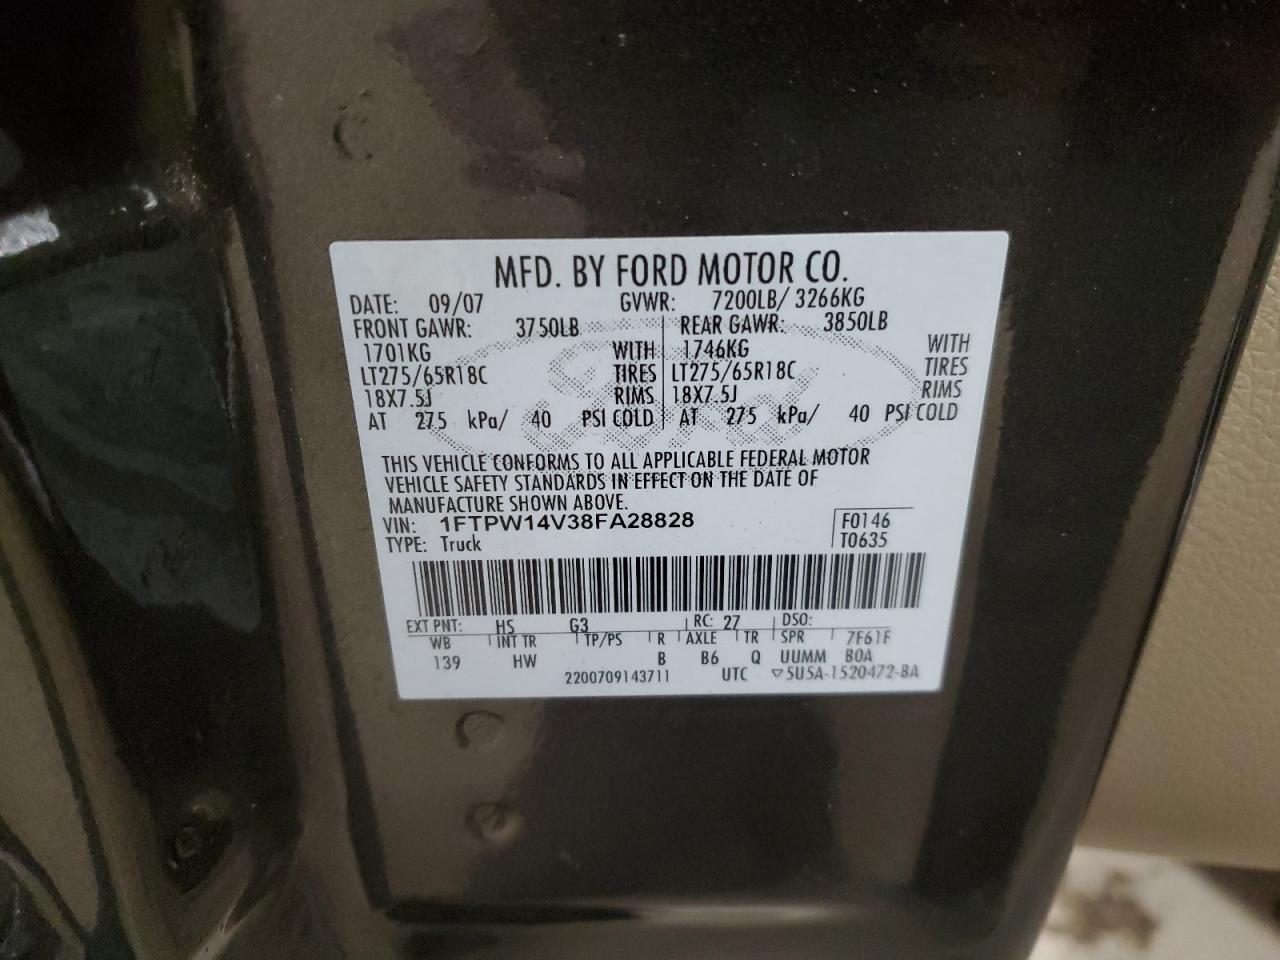 MFD. BY FORD MOTOR CO.
DATE: 09/07 GVWR: 7200LB/ 3266KG
FRONT GAWR: 3750LB REAR GAWR: 3850LB
1701KG WITH 1746KG WITH
LT275/65R18C TIRES LT275/65R18C TIRES
18X7.5J RIMS 18X7.5J RIMS
AT 275 kPa/ 40 PSI COLD AT 275 kPa/ 40 PSI COLD
THIS VEHICLE CONFORMS TO ALL APPLICABLE FEDERAL MOTOR
VEHICLE SAFETY STANDARDS IN EFFECT ON THE DATE OF
MANUFACTURE SHOWN ABOVE.
VIN: 1FTPW14V38FA28828 F0146
TYPE: Truck T0635
EXT PNT: HS G3 RC: 27 DSO:
WB INT TR TP/PS R AXLE TR SPR 7F61F
139 HW B B6 Q UUMM B0A
2200709143711 UTC ▽5U5A-1520472-BA